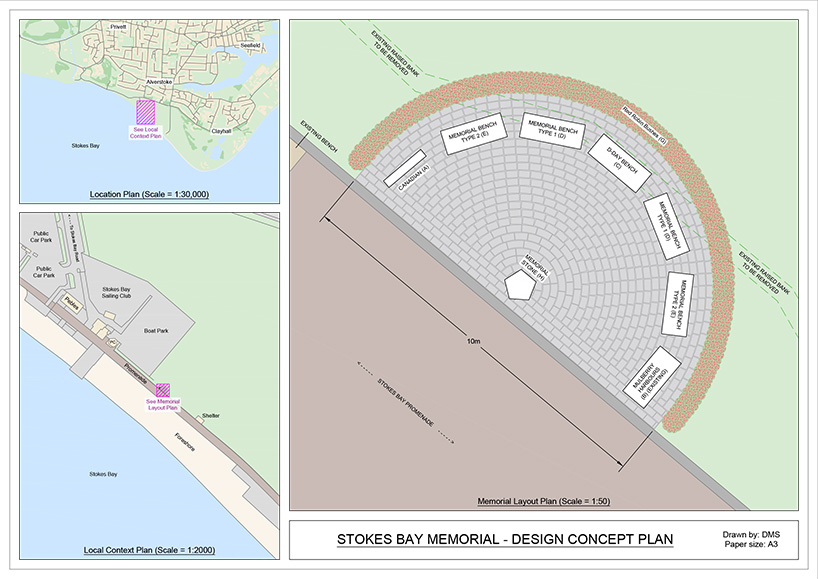 Privett
Seefield
Alverstoke
See Local
Context Plan
Clayhall
Stokes Bay
Location Plan (Scale = 1:30,000)
Public
Car Park
To Stokes Bay Road
Public
Car Park
Stokes Bay
Sailing Club
Pebbles
Boat Park
Promenade
See Memorial
Layout Plan
Shelter
Foreshore
Stokes Bay
Local Context Plan (Scale = 1:2000)
EXISTING RAISED BANK
TO BE REMOVED
EXISTING BENCH
Red Robin Bushes (G)
CANADIAN (A)
MEMORIAL BENCH
TYPE 2 (E)
MEMORIAL BENCH
TYPE 1 (D)
D-DAY BENCH
(C)
MEMORIAL BENCH
TYPE 1 (D)
EXISTING RAISED BANK
TO BE REMOVED
MEMORIAL
STONE (H)
MEMORIAL BENCH
TYPE 2 (E)
MULBERRY
HARBOURS
(B) (EXISTING)
10m
STOKES BAY PROMENADE
Memorial Layout Plan (Scale = 1:50)
STOKES BAY MEMORIAL - DESIGN CONCEPT PLAN
Drawn by: DMS
Paper size: A3